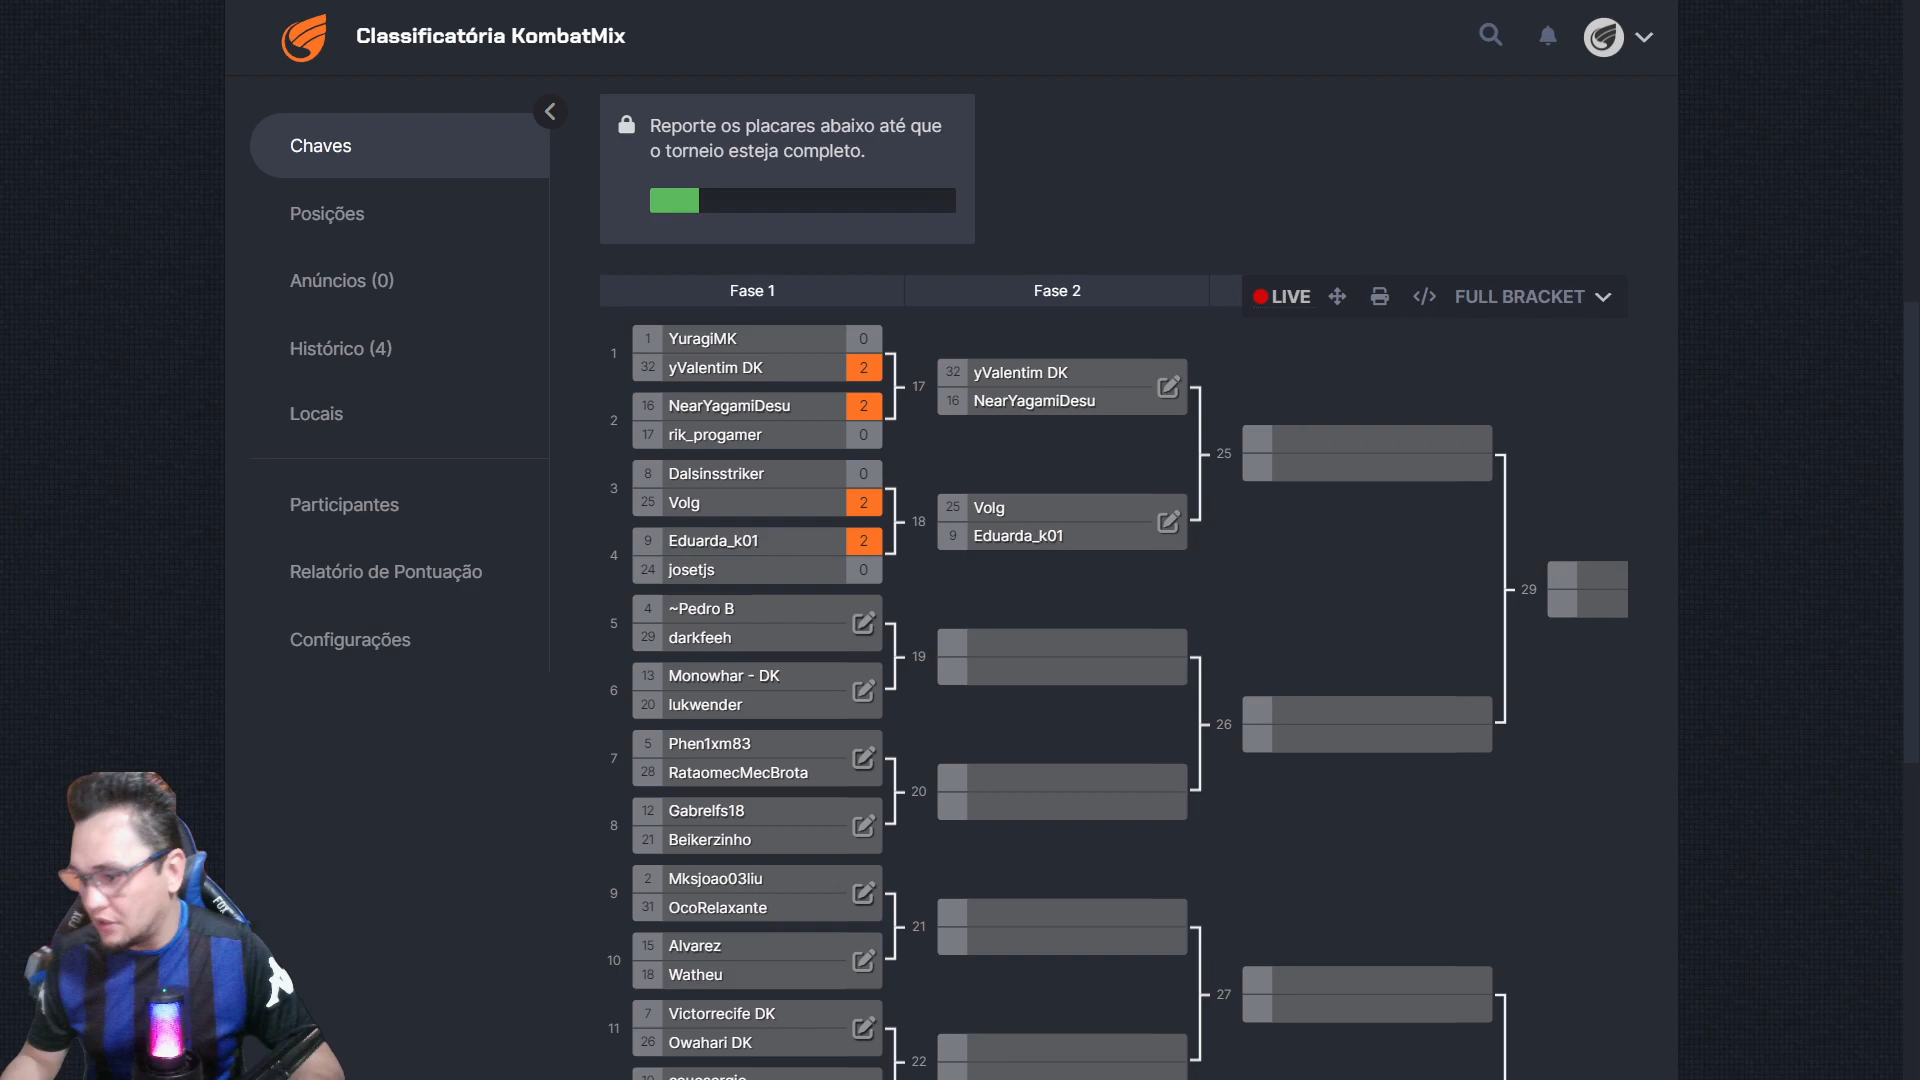 Classificatória KombatMix
Chaves
Posições
Anúncios (0)
Histórico (4)
Locais
Participantes
Relatório de Pontuação
Configurações
Reporte os placares abaixo até que
o torneio esteja completo.
Fase 1
Fase 2
LIVE
</>
FULL BRACKET
1
1 YuragiMK 0
32 yValentim DK 2
2
16 NearYagamiDesu 2
17 rik_progamer 0
3
8 Dalsinsstriker 0
25 Volg 2
4
9 Eduarda_k01 2
24 josetjs 0
5
4 ~Pedro B
29 darkfeeh
6
13 Monowhar - DK
20 lukwender
7
5 Phen1xm83
28 RataomecMecBrota
8
12 Gabrelfs18
21 Beikerzinho
9
2 Mksjoao03liu
31 OcoRelaxante
10
15 Alvarez
18 Watheu
11
7 Victorrecife DK
26 Owahari DK
17
32 yValentim DK
16 NearYagamiDesu
18
25 Volg
9 Eduarda_k01
19
20
21
22
25
26
27
29
FOX
FOX